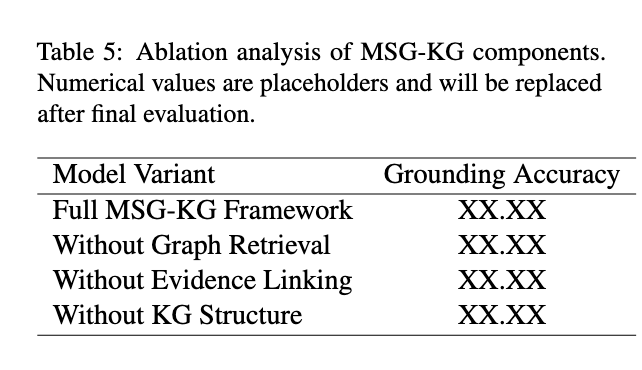 Table 5: Ablation analysis of MSG-KG components.
Numerical values are placeholders and will be replaced
after final evaluation.
Model Variant Grounding Accuracy
Full MSG-KG Framework XX.XX
Without Graph Retrieval XX.XX
Without Evidence Linking XX.XX
Without KG Structure XX.XX